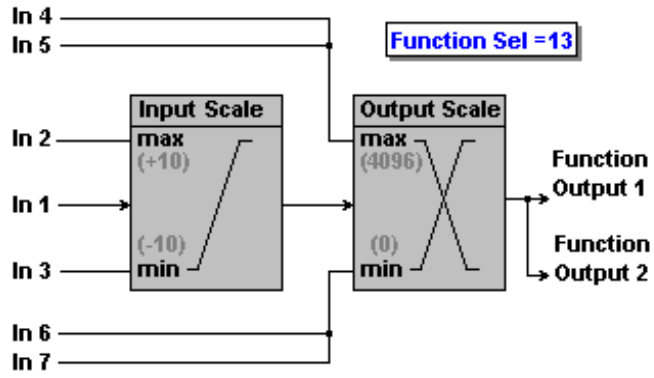 In 4
In 5
Function Sel =13
Input Scale
Output Scale
In 2
max
(+10)
max
(4096)
Function
Output 1
In 1
(-10)
(0)
Function
Output 2
In 3
min
min
In 6
In 7